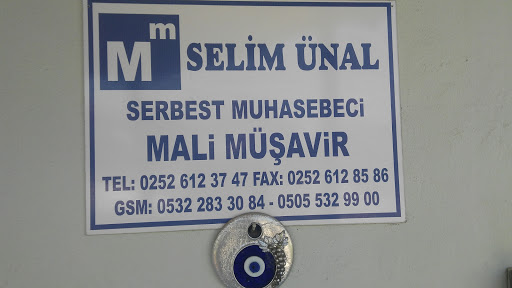 Mm SELİM ÜNAL
SERBEST MUHASEBECİ
MALİ MÜŞAVİR
TEL: 0252 612 37 47 FAX: 0252 612 85 86
GSM: 0532 283 30 84 - 0505 532 99 00